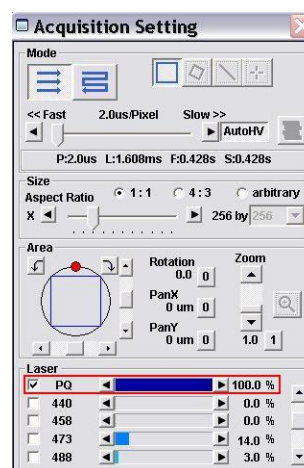 Acquisition Setting
Mode
<< Fast 2.0us/Pixel Slow >>
AutoHV
P:2.0us L:1.608ms F:0.428s S:0.428s
Size
Aspect Ratio 1:1 4:3 arbitrary
X 256 by 256
Area
Rotation Zoom
0.0 0
PanX
0 um 0
PanY
0 um 0 1.0 1
Laser
PQ 100.0 %
440 0.0 %
458 0.0 %
473 14.0 %
488 3.0 %